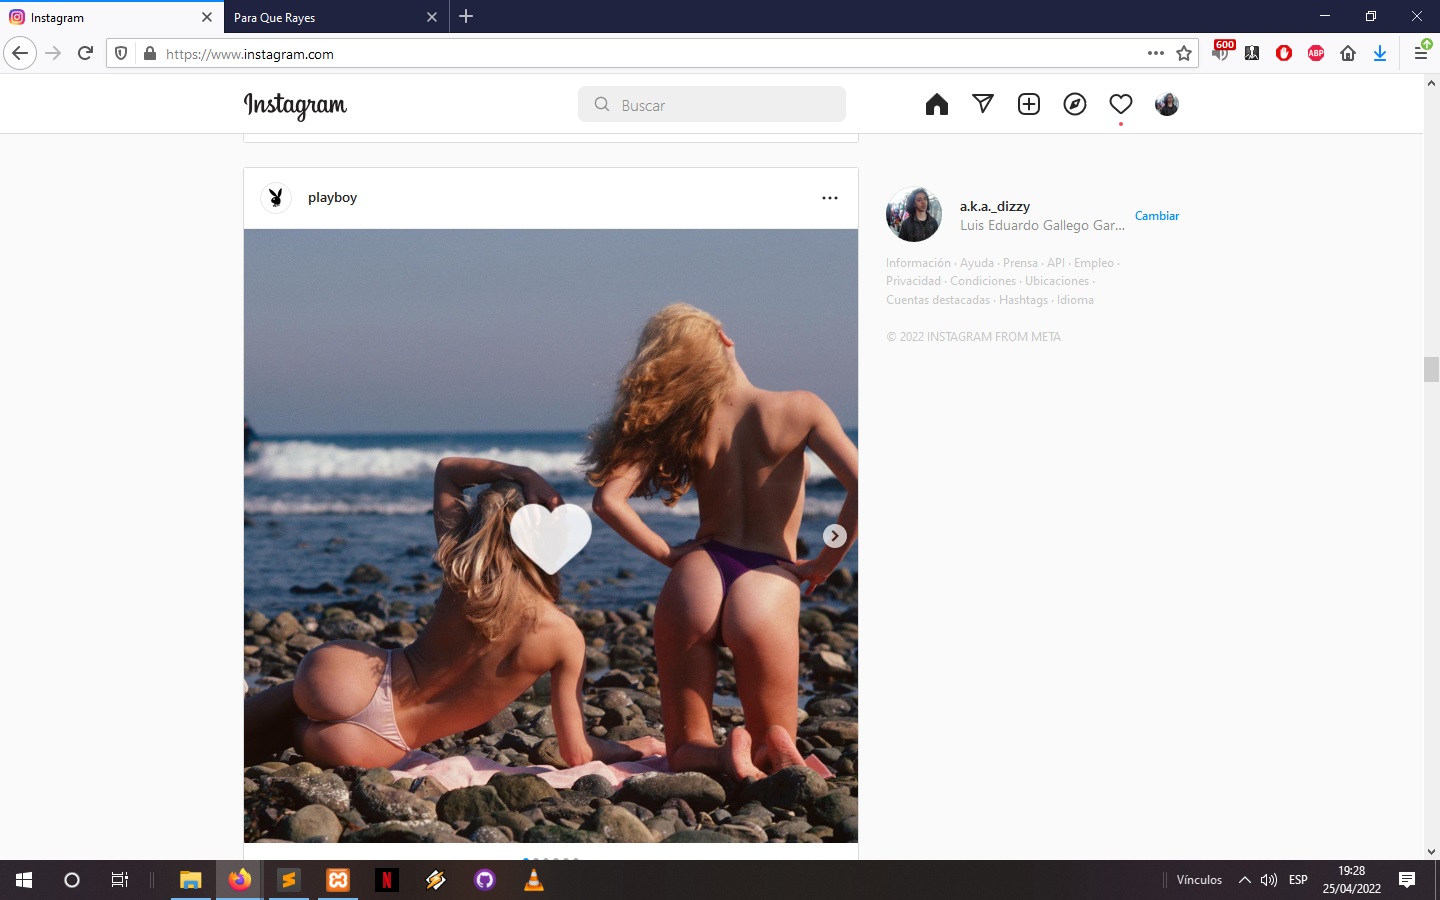 Instagram
Para Que Rayes
https://www.instagram.com
600
ABP
Instagram
Buscar
playboy
a.k.a._dizzy
Luis Eduardo Gallego Gar...
Cambiar
Información · Ayuda · Prensa · API · Empleo ·
Privacidad · Condiciones · Ubicaciones ·
Cuentas destacadas · Hashtags · Idioma
© 2022 INSTAGRAM FROM META
N
Vínculos
ESP
19:28
25/04/2022